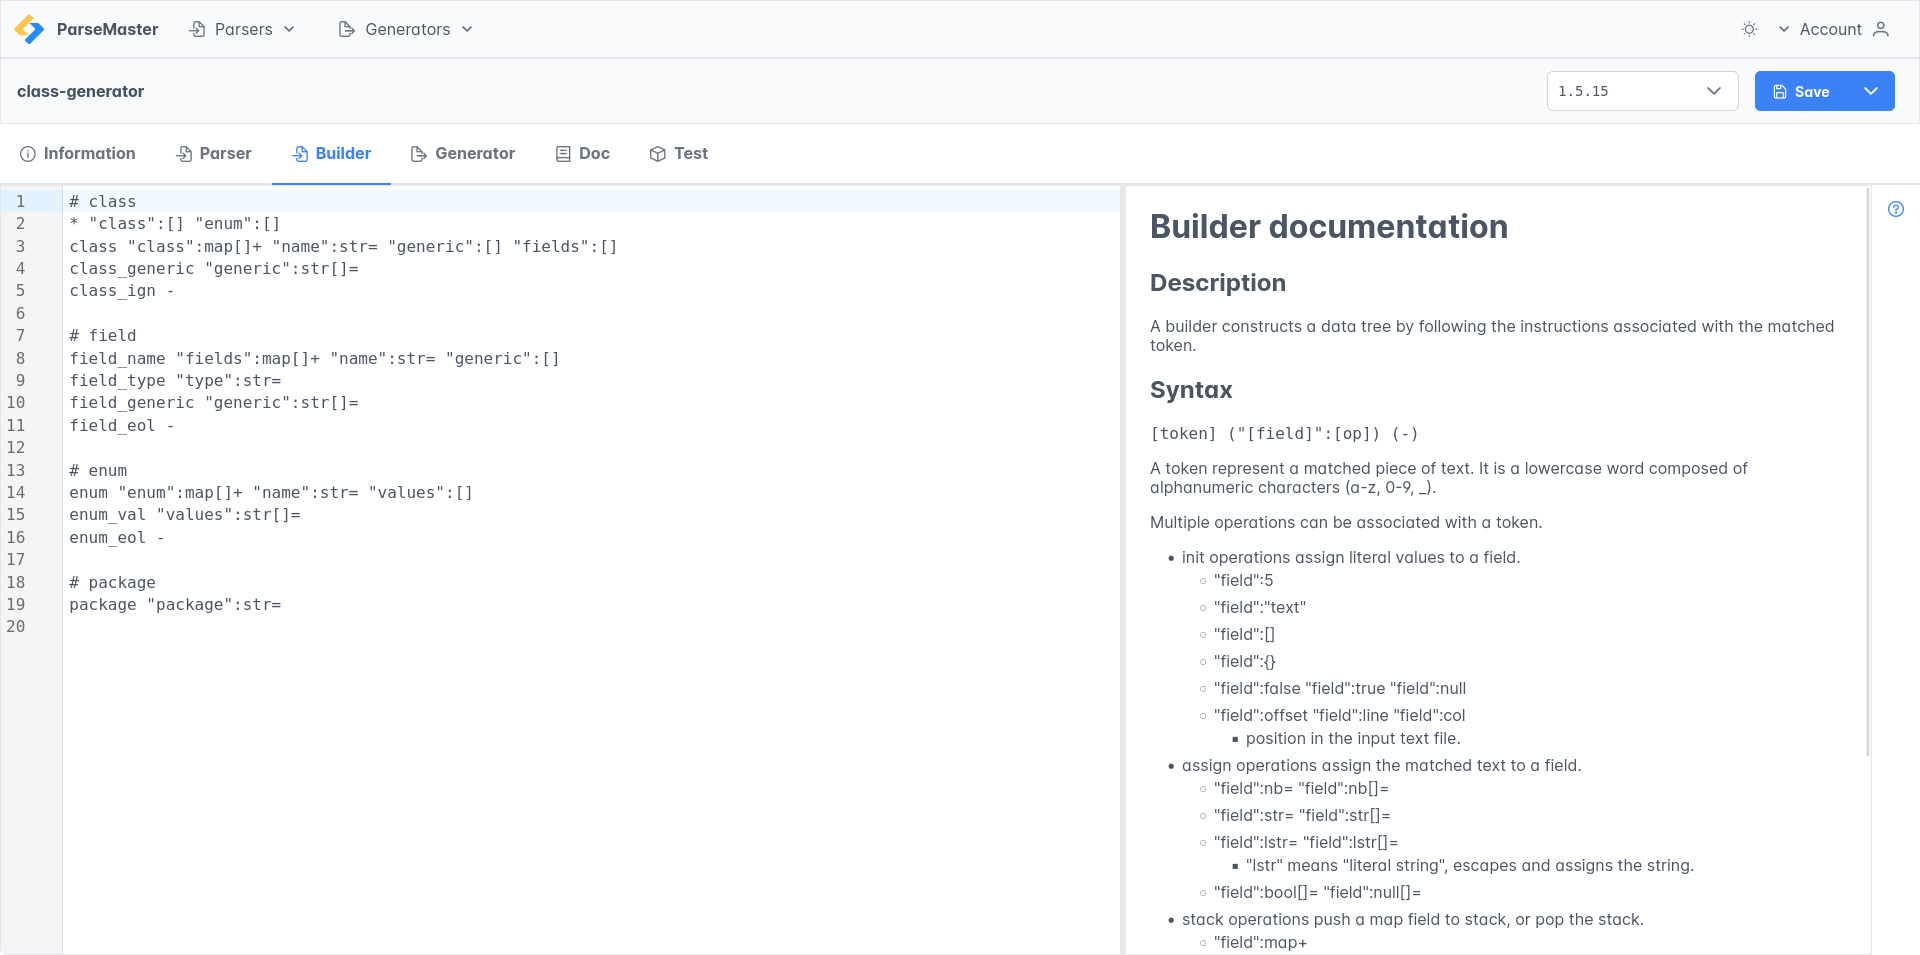 ParseMaster Parsers Generators Account
class-generator 1.5.15 Save
Information Parser Builder Generator Doc Test
1 # class
2 * "class":[] "enum":[]
3 class "class":map[]+ "name":str= "generic":[] "fields":[]
4 class_generic "generic":str[]=
5 class_ign -
6
7 # field
8 field_name "fields":map[]+ "name":str= "generic":[]
9 field_type "type":str=
10 field_generic "generic":str[]=
11 field_eol -
12
13 # enum
14 enum "enum":map[]+ "name":str= "values":[]
15 enum_val "values":str[]=
16 enum_eol -
17
18 # package
19 package "package":str=
20
Builder documentation
Description
A builder constructs a data tree by following the instructions associated with the matched
token.
Syntax
[token] ("[field]":[op]) (-)
A token represent a matched piece of text. It is a lowercase word composed of
alphanumeric characters (a-z, 0-9, _).
Multiple operations can be associated with a token.
• init operations assign literal values to a field.
○ "field":5
○ "field":"text"
○ "field":[]
○ "field":{}
○ "field":false "field":true "field":null
○ "field":offset "field":line "field":col
▪ position in the input text file.
• assign operations assign the matched text to a field.
○ "field":nb= "field":nb[]=
○ "field":str= "field":str[]=
○ "field":lstr= "field":lstr[]=
▪ "lstr" means "literal string", escapes and assigns the string.
○ "field":bool[]= "field":null[]=
• stack operations push a map field to stack, or pop the stack.
○ "field":map+